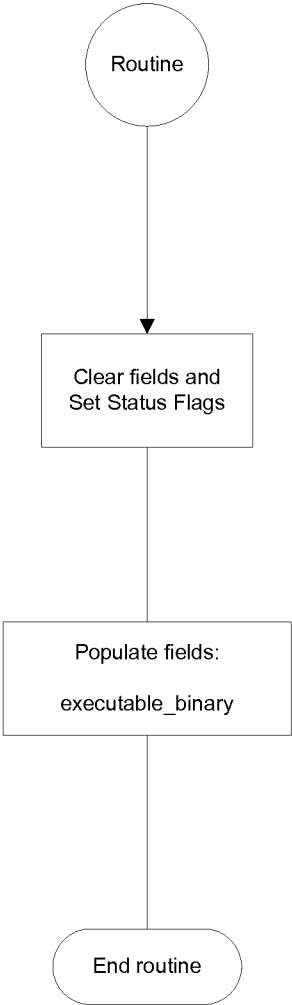 Routine
Clear fields and
Set Status Flags
Populate fields:
executable_binary
End routine